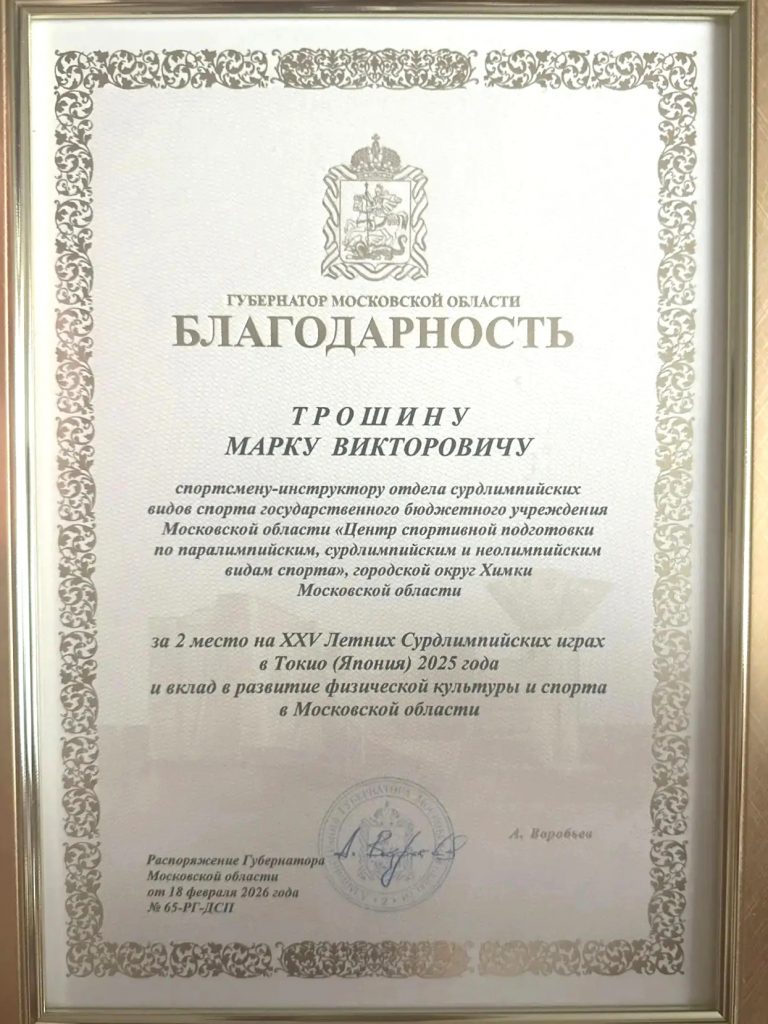 ГУБЕРНАТОР МОСКОВСКОЙ ОБЛАСТИ
БЛАГОДАРНОСТЬ
ТРОШИНУ
МАРКУ ВИКТОРОВИЧУ
спортсмену-инструктору отдела сурдлимпийских
видов спорта государственного бюджетного учреждения
Московской области «Центр спортивной подготовки
по паралимпийским, сурдлимпийским и неолимпийским
видам спорта», городской округ Химки
Московской области
за 2 место на XXV Летних Сурдлимпийских играх
в Токио (Япония) 2025 года
и вклад в развитие физической культуры и спорта
в Московской области
А. Воробьев
Распоряжение Губернатора
Московской области
от 18 февраля 2026 года
№ 65-РГ-ДСП